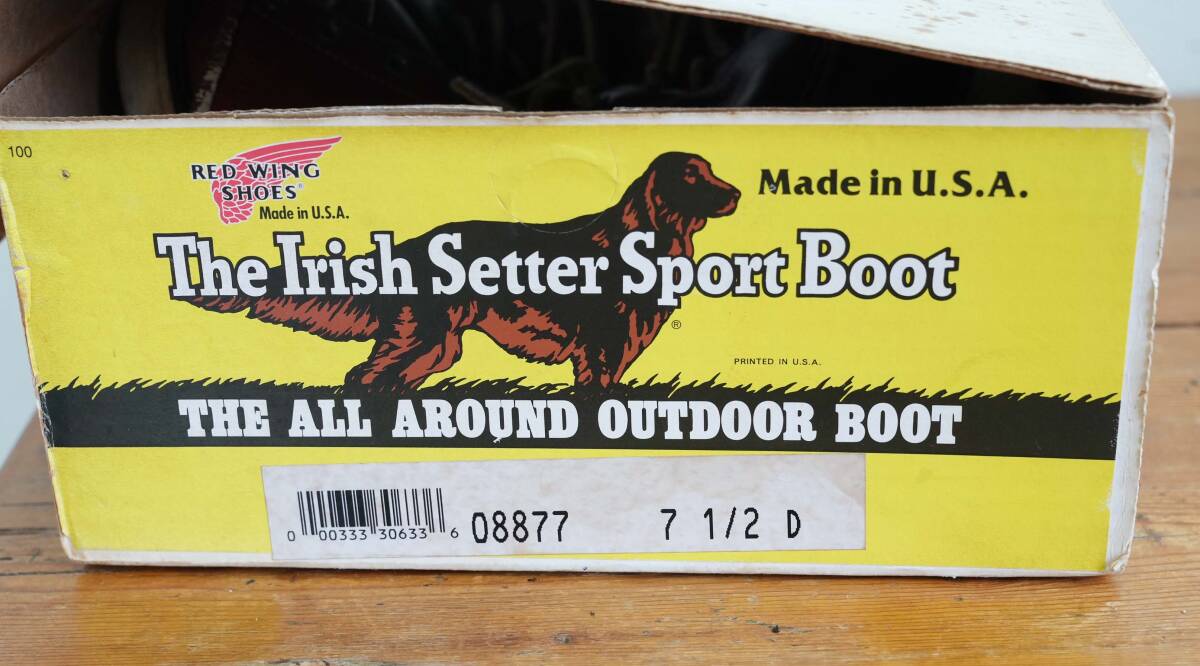 100
RED WING
SHOES®
Made in U.S.A.
Made in U.S.A.
The Irish Setter Sport Boot
®
PRINTED IN U.S.A.
THE ALL AROUND OUTDOOR BOOT
0 00333 30633 6
08877 7 1/2 D